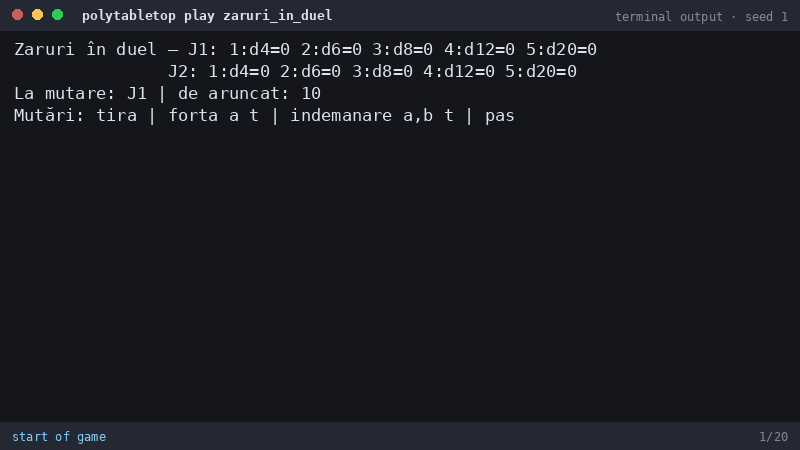 polytabletop play zaruri_in_duel
terminal output · seed 1
Zaruri în duel — J1: 1:d4=0 2:d6=0 3:d8=0 4:d12=0 5:d20=0
J2: 1:d4=0 2:d6=0 3:d8=0 4:d12=0 5:d20=0
La mutare: J1 | de aruncat: 10
Mutări: tira | forta a t | indemanare a,b t | pas
start of game
1/20